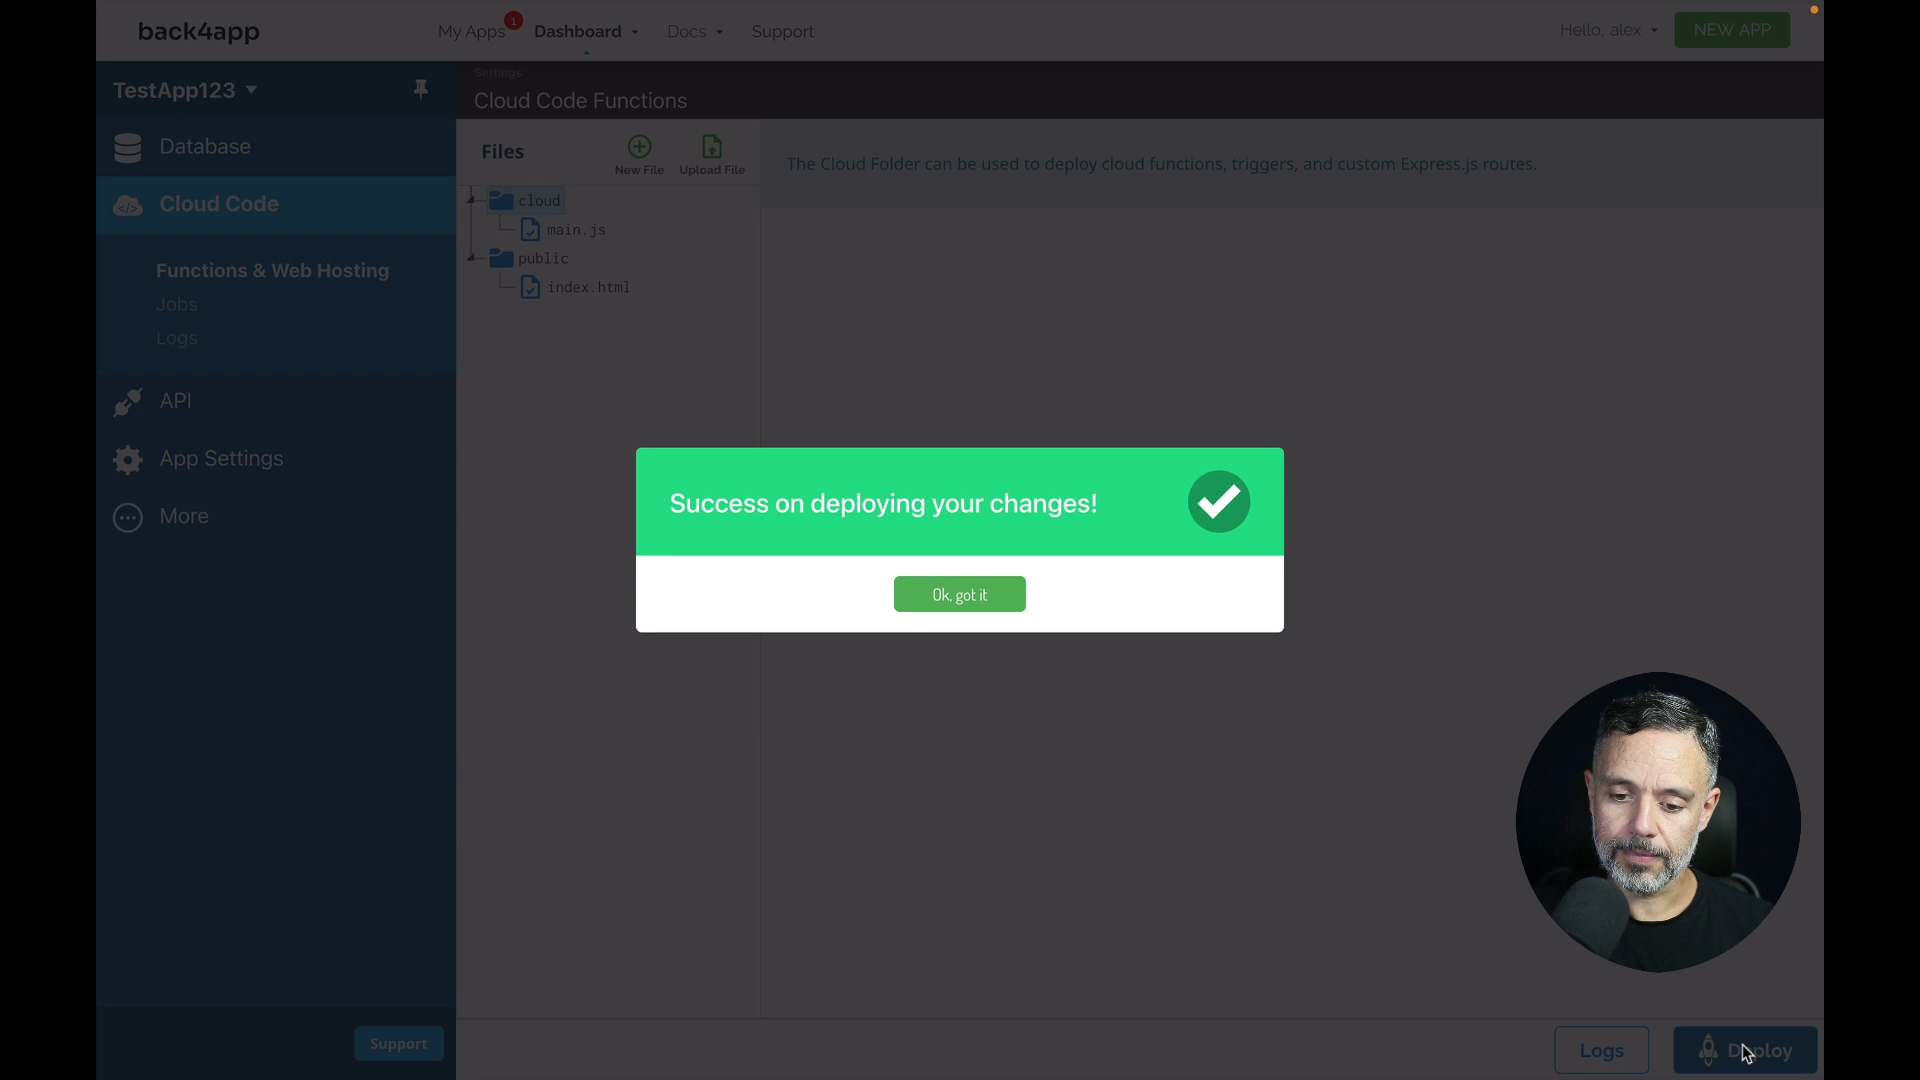 back4app
My Apps 1 Dashboard Docs Support
Hello, alex
NEW APP
TestApp123
Settings
Cloud Code Functions
Database
Cloud Code
Functions & Web Hosting
Jobs
Logs
API
App Settings
More
Support
Files
New File
Upload File
The Cloud Folder can be used to deploy cloud functions, triggers, and custom Express.js routes.
cloud
main.js
public
index.html
Success on deploying your changes!
Ok, got it
Logs
Deploy